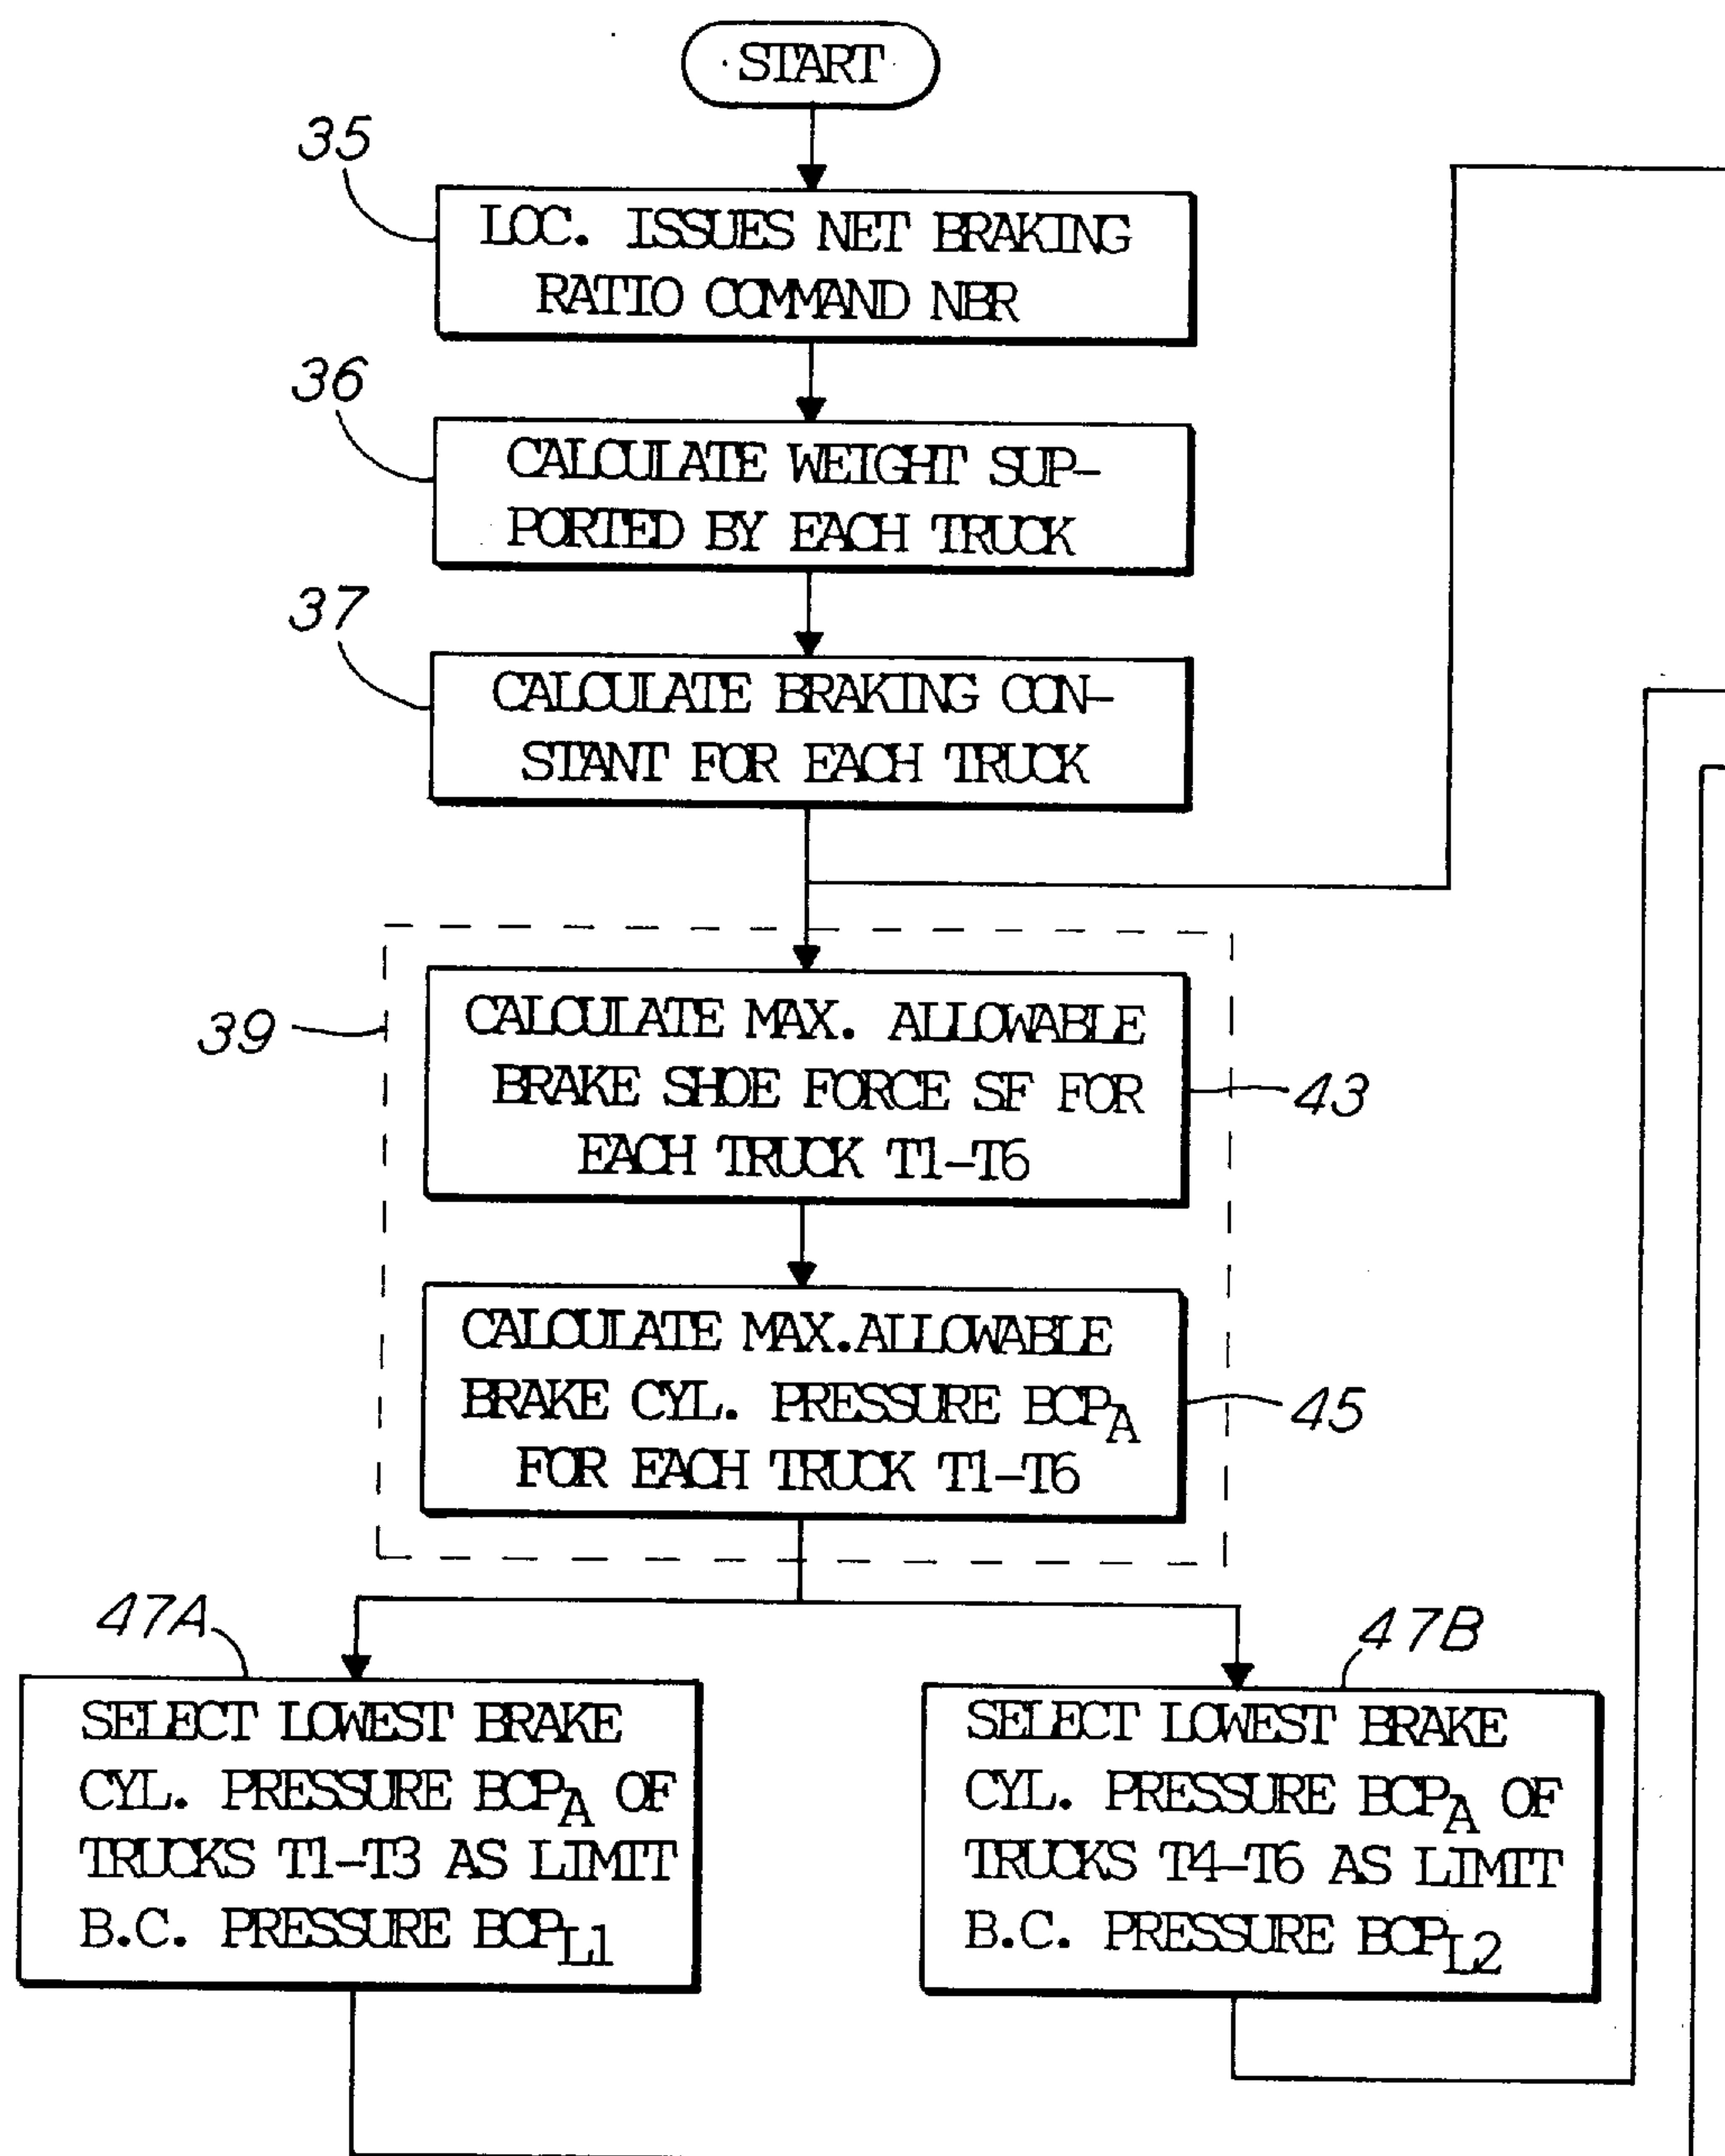 START
35
LOC. ISSUES NET BRAKING
RATIO COMMAND NBR
36
CALCULATE WEIGHT SUP-
PORTED BY EACH TRUCK
37
CALCULATE BRAKING CON-
STANT FOR EACH TRUCK
39
CALCULATE MAX. ALLOWABLE
BRAKE SHOE FORCE SF FOR
EACH TRUCK T1-T6
43
CALCULATE MAX.ALLOWABLE
BRAKE CYL. PRESSURE BCPA
FOR EACH TRUCK T1-T6
45
47A
SELECT LOWEST BRAKE
CYL. PRESSURE BCPA OF
TRUCKS T1-T3 AS LIMIT
B.C. PRESSURE BCPL1
47B
SELECT LOWEST BRAKE
CYL. PRESSURE BCPA OF
TRUCKS T4-T6 AS LIMIT
B.C. PRESSURE BCPL2